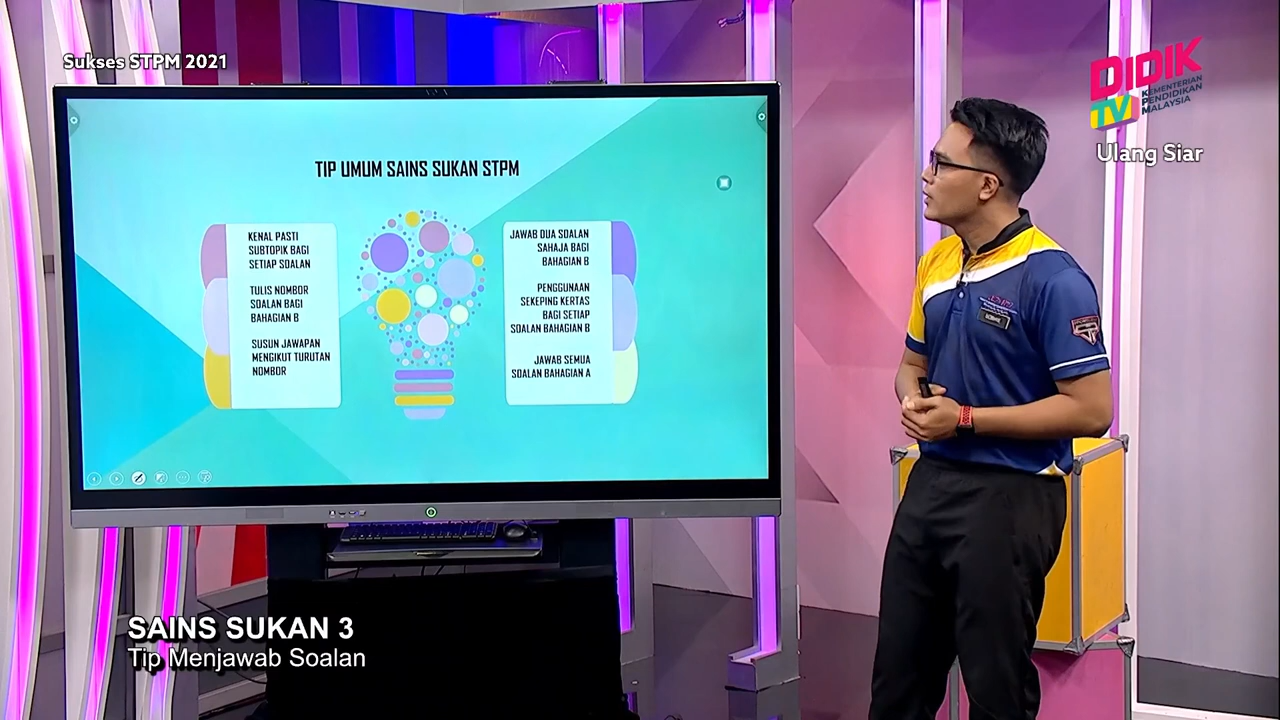 Sukses STPM 2021
DIDIK
TV
KEMENTERIAN
PENDIDIKAN
MALAYSIA
Ulang Siar
TIP UMUM SAINS SUKAN STPM
KENAL PASTI
SUBTOPIK BAGI
SETIAP SOALAN
TULIS NOMBOR
SOALAN BAGI
BAHAGIAN B
SUSUN JAWAPAN
MENGIKUT TURUTAN
NOMBOR
JAWAB DUA SOALAN
SAHAJA BAGI
BAHAGIAN B
PENGGUNAAN
SEKEPING KERTAS
BAGI SETIAP
SOALAN BAHAGIAN B
JAWAB SEMUA
SOALAN BAHAGIAN A
SAINS SUKAN 3
Tip Menjawab Soalan